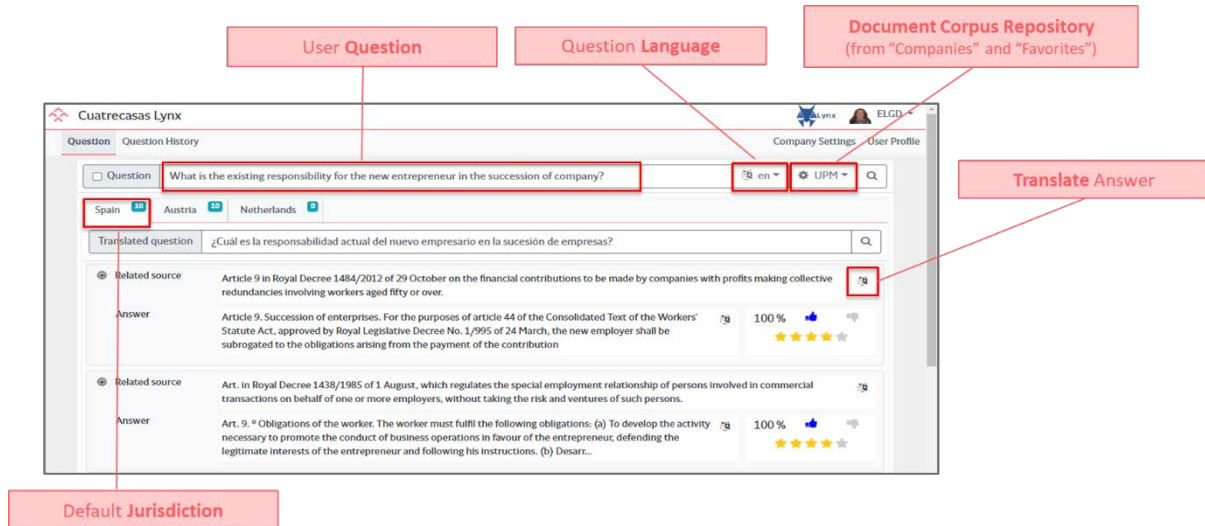 User Question
Question Language
Document Corpus Repository
(from “Companies” and “Favorites”)
Cuatrecasas Lynx
Lynx
ELGD
Question
Question History
Company Settings
User Profile
Question
What is the existing responsibility for the new entrepreneur in the succession of company?
en
UPM
Translate Answer
Spain 10
Austria 10
Netherlands 0
Translated question
¿Cuál es la responsabilidad actual del nuevo empresario en la sucesión de empresas?
Related source
Article 9 in Royal Decree 1484/2012 of 29 October on the financial contributions to be made by companies with profits making collective
redundancies involving workers aged fifty or over.
Answer
Article 9. Succession of enterprises. For the purposes of article 44 of the Consolidated Text of the Workers'
Statute Act, approved by Royal Legislative Decree No. 1/995 of 24 March, the new employer shall be
subrogated to the obligations arising from the payment of the contribution
100 %
Related source
Art. in Royal Decree 1438/1985 of 1 August, which regulates the special employment relationship of persons involved in commercial
transactions on behalf of one or more employers, without taking the risk and ventures of such persons.
Answer
Art. 9. º Obligations of the worker. The worker must fulfil the following obligations: (a) To develop the activity
necessary to promote the conduct of business operations in favour of the entrepreneur, defending the
legitimate interests of the entrepreneur and following his instructions. (b) Desarr...
100 %
Default Jurisdiction